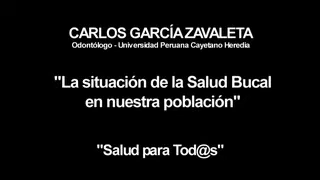 CARLOS GARCÍA ZAVALETA
Odontólogo - Universidad Peruana Cayetano Heredia
"La situación de la Salud Bucal
en nuestra población"
"Salud para Tod@s"